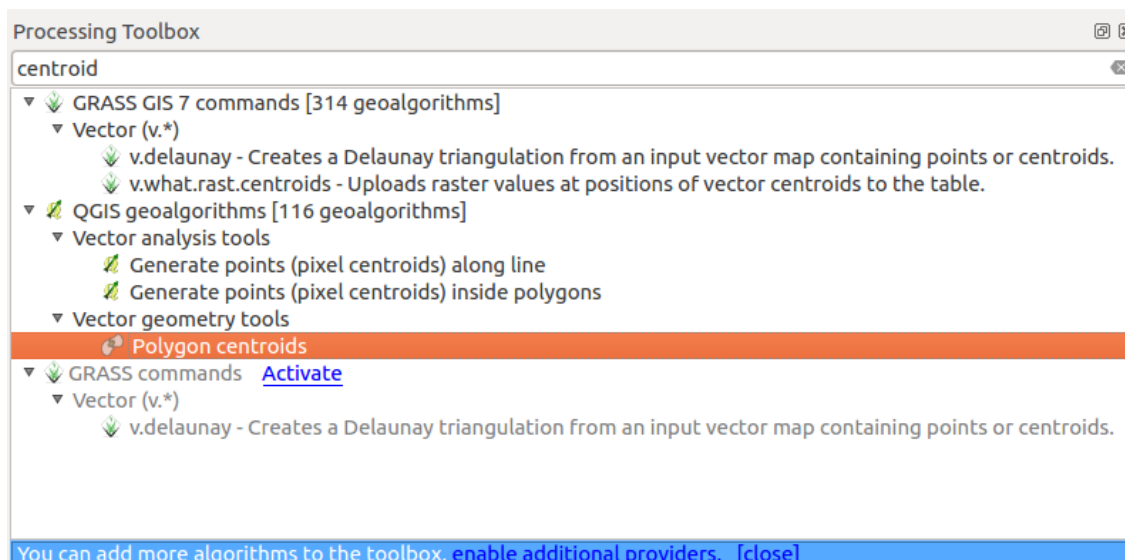 Processing Toolbox
centroid
GRASS GIS 7 commands [314 geoalgorithms]
Vector (v.*)
v.delaunay - Creates a Delaunay triangulation from an input vector map containing points or centroids.
v.what.rast.centroids - Uploads raster values at positions of vector centroids to the table.
QGIS geoalgorithms [116 geoalgorithms]
Vector analysis tools
Generate points (pixel centroids) along line
Generate points (pixel centroids) inside polygons
Vector geometry tools
Polygon centroids
GRASS commands Activate
Vector (v.*)
v.delaunay - Creates a Delaunay triangulation from an input vector map containing points or centroids.
You can add more algorithms to the toolbox, enable additional providers. [close]